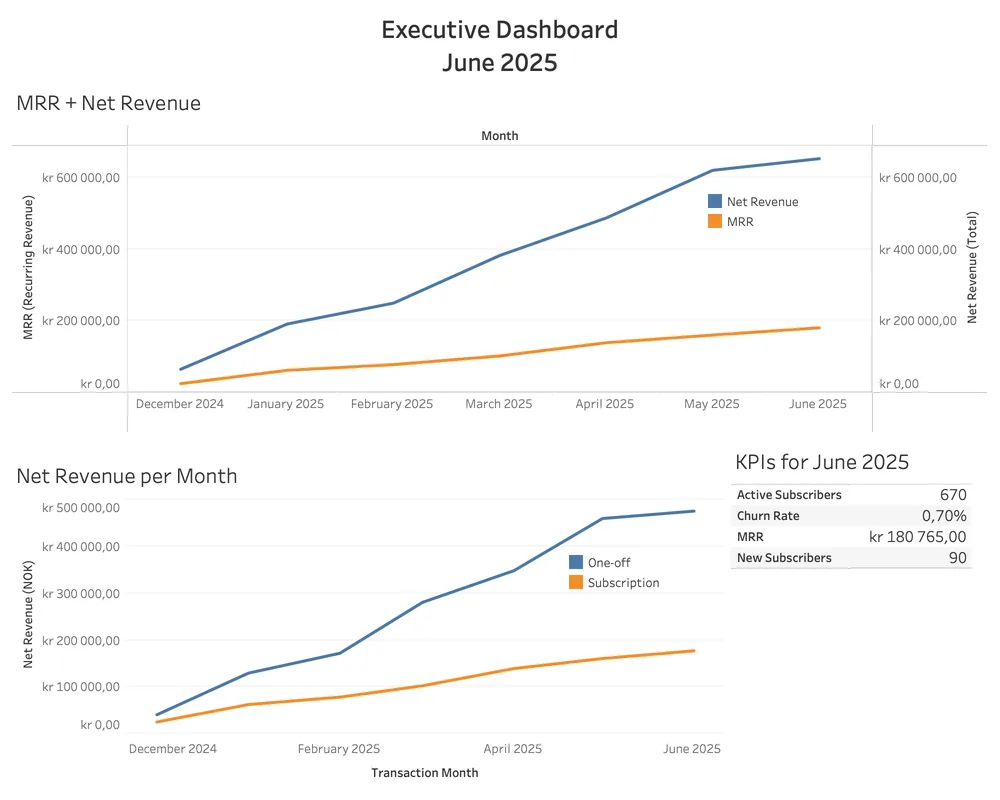 Executive Dashboard
June 2025
MRR + Net Revenue
Month
MRR (Recurring Revenue)
kr 600 000,00
kr 400 000,00
kr 200 000,00
kr 0,00
Net Revenue
MRR
kr 600 000,00
kr 400 000,00
kr 200 000,00
kr 0,00
Net Revenue (Total)
December 2024 January 2025 February 2025 March 2025 April 2025 May 2025 June 2025
Net Revenue per Month
Net Revenue (NOK)
kr 500 000,00
kr 400 000,00
kr 300 000,00
kr 200 000,00
kr 100 000,00
kr 0,00
One-off
Subscription
December 2024 February 2025 April 2025 June 2025
Transaction Month
KPIs for June 2025
Active Subscribers 670
Churn Rate 0,70%
MRR kr 180 765,00
New Subscribers 90